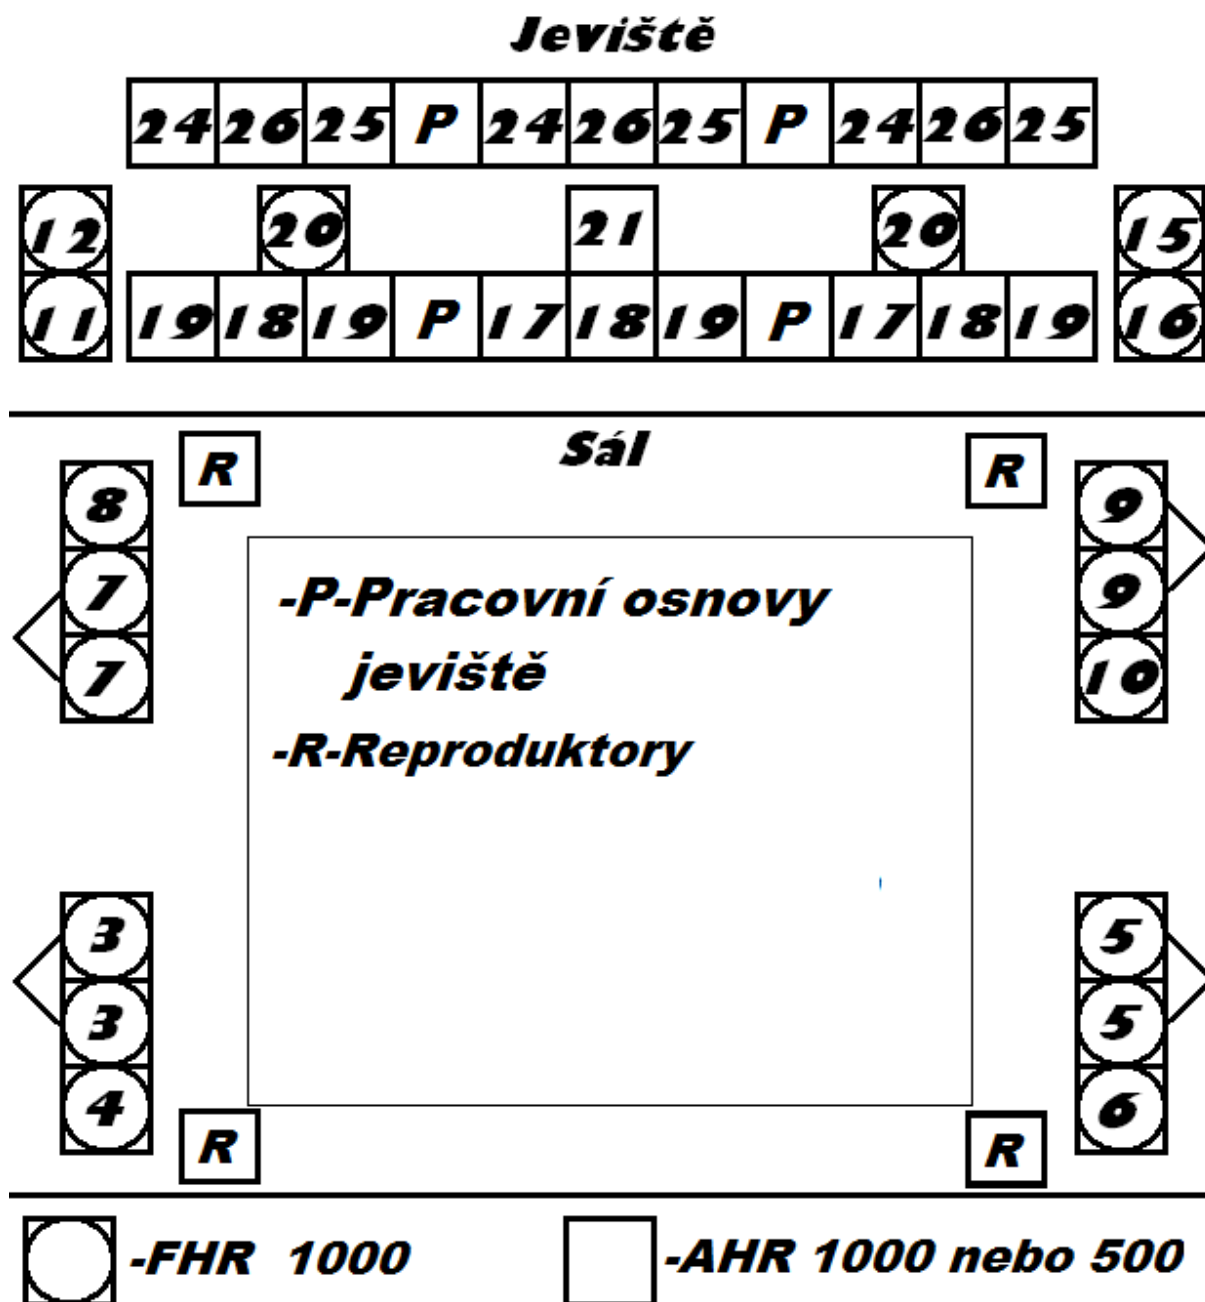 Jeviště
24 26 25 P 24 26 25 P 24 26 25
12 20 21 20 15
11 19 18 19 P 17 18 19 P 17 18 19 16
Sál
R R
8 9
7 9
7 10
-P-Pracovní osnovy
jeviště
-R-Reproduktory
3 5
3 5
4 6
R R
-FHR 1000 -AHR 1000 nebo 500